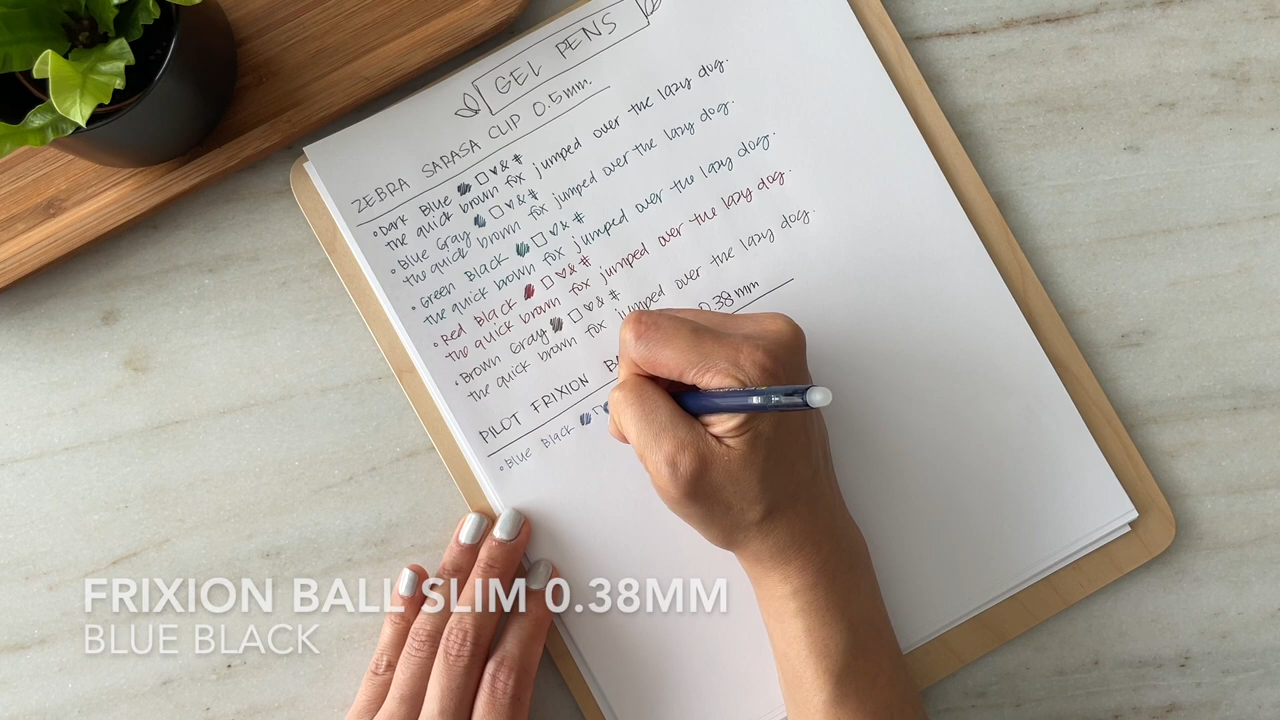 GEL PENS
ZEBRA SARASA CLIP 0.5mm
• Dark Blue □ ♥ & #
the quick brown fox jumped over the lazy dog.
• Blue Gray □ ♥ & #
the quick brown fox jumped over the lazy dog.
• Green Black □ ♥ & #
the quick brown fox jumped over the lazy dog.
• Red Black □ ♥ & #
the quick brown fox jumped over the lazy dog.
• Brown Gray □ ♥ & #
the quick brown fox jumped over the lazy dog.
PILOT FRIXION 0.38 mm
• Blue Black
FRIXION BALL SLIM 0.38MM
BLUE BLACK